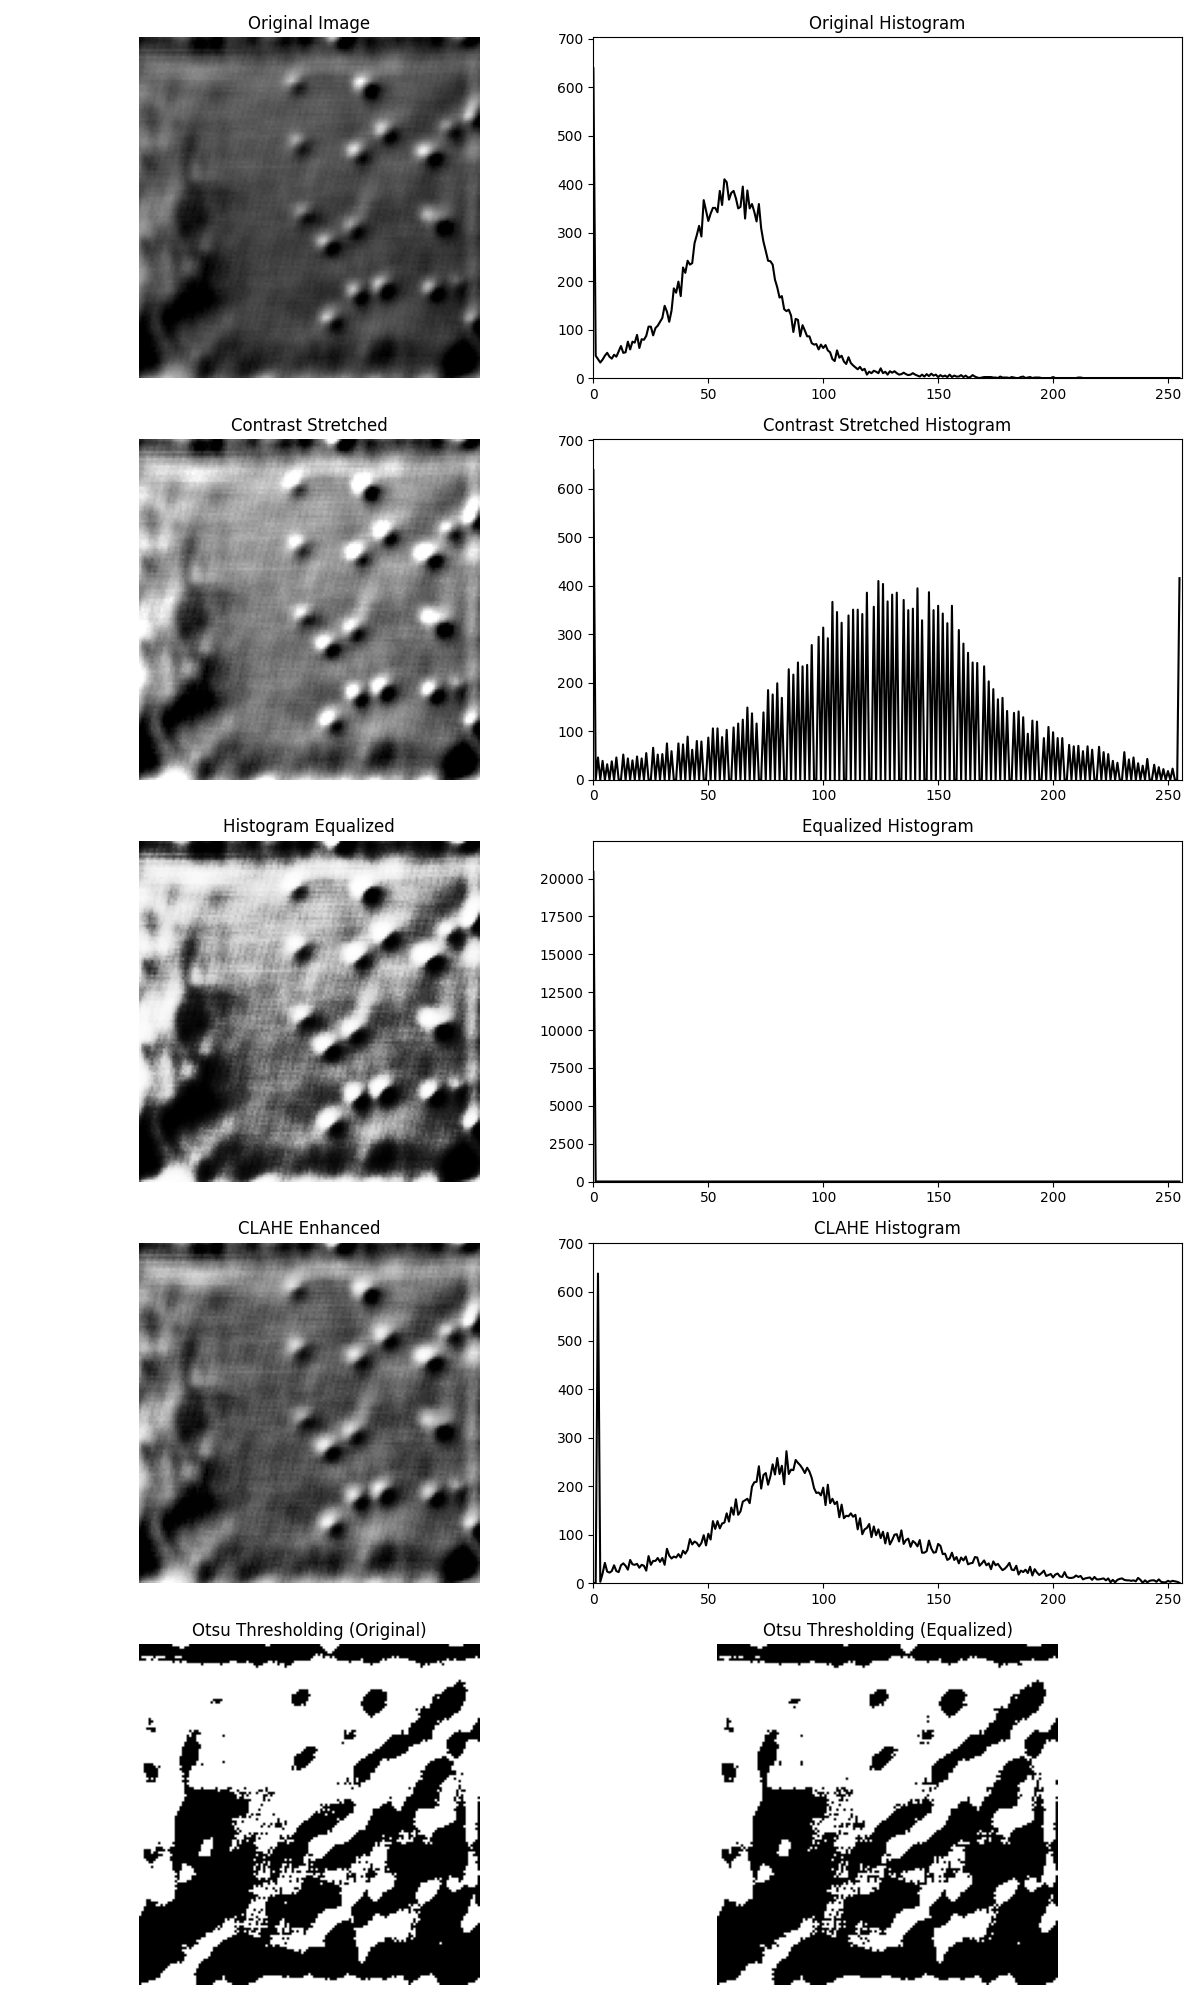 Original Image
Original Histogram
700
600
500
400
300
200
100
0
0 50 100 150 200 250
Contrast Stretched
Contrast Stretched Histogram
700
600
500
400
300
200
100
0
0 50 100 150 200 250
Histogram Equalized
Equalized Histogram
20000
17500
15000
12500
10000
7500
5000
2500
0
0 50 100 150 200 250
CLAHE Enhanced
CLAHE Histogram
700
600
500
400
300
200
100
0
0 50 100 150 200 250
Otsu Thresholding (Original)
Otsu Thresholding (Equalized)